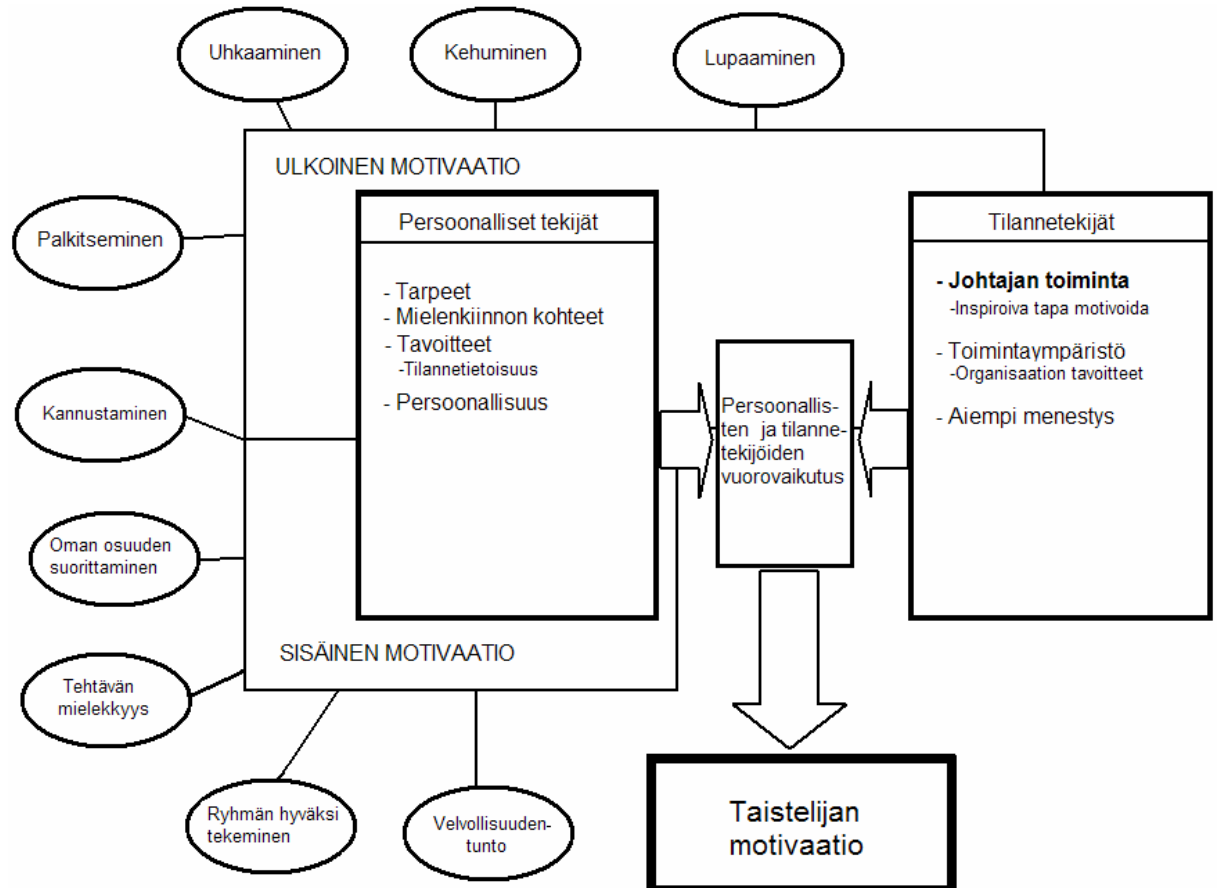 Uhkaaminen
Kehuminen
Lupaaminen
ULKOINEN MOTIVAATIO
Palkitseminen
Persoonalliset tekijät
- Tarpeet
- Mielenkiinnon kohteet
- Tavoitteet
-Tilannetietoisuus
- Persoonallisuus
Tilannetekijät
- Johtajan toiminta
-Inspiroiva tapa motivoida
- Toimintaympäristö
-Organisaation tavoitteet
- Aiempi menestys
Kannustaminen
Persoonallis-
ten ja tilanne-
tekijöiden
vuorovaikutus
Oman osuuden
suorittaminen
SISÄINEN MOTIVAATIO
Tehtävän
mielekkyys
Ryhmän hyväksi
tekeminen
Velvollisuuden-
tunto
Taistelijan
motivaatio